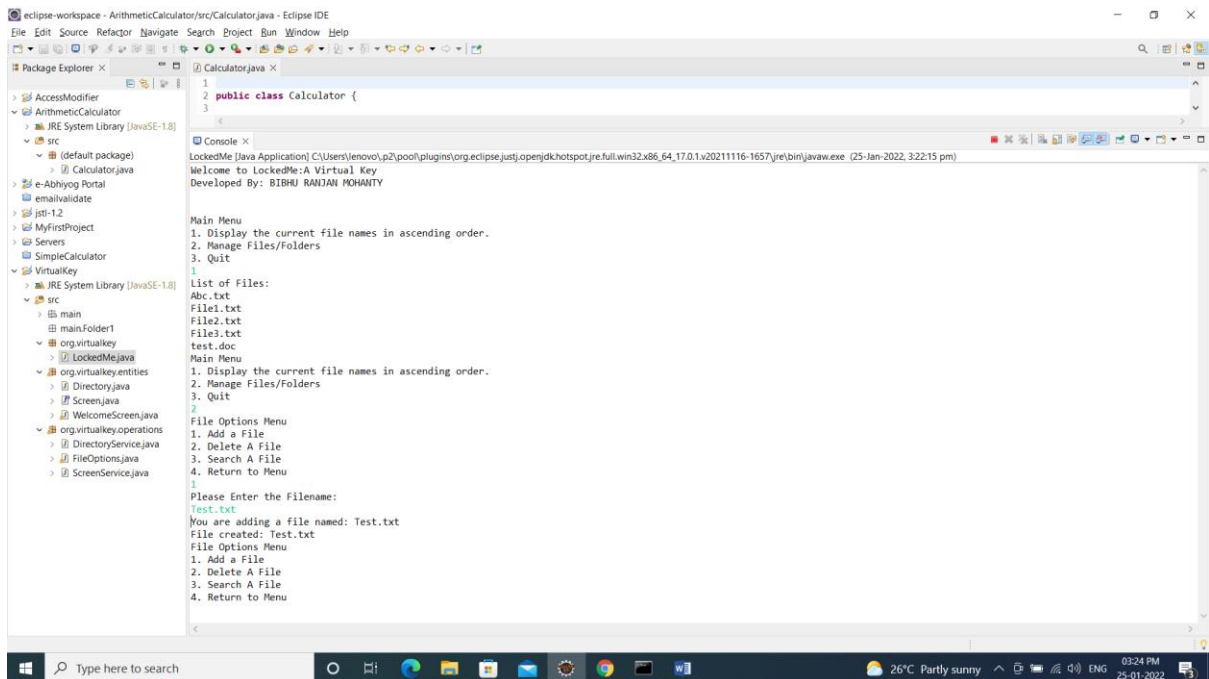 eclipse-workspace - ArithmeticCalculator/src/Calculator.java - Eclipse IDE
File Edit Source Refactor Navigate Search Project Run Window Help
Package Explorer
Calculator.java
AccessModifier
ArithmeticCalculator
JRE System Library [JavaSE-1.8]
src
(default package)
Calculator.java
e-Abhiyog Portal
emailvalidate
jstl-1.2
MyFirstProject
Servers
SimpleCalculator
VirtualKey
JRE System Library [JavaSE-1.8]
src
main
main.Folder1
org.virtualkey
LockedMe.java
org.virtualkey.entities
Directory.java
Screen.java
WelcomeScreen.java
org.virtualkey.operations
DirectoryService.java
FileOptions.java
ScreenService.java
1
2 public class Calculator {
3
Console
LockedMe [Java Application] C:\Users\lenovo\.p2\pool\plugins\org.eclipse.justj.openjdk.hotspot.jre.full.win32.x86_64_17.0.1.v20211116-1657\jre\bin\javaw.exe (25-Jan-2022, 3:22:15 pm)
Welcome to LockedMe:A Virtual Key
Developed By: BIBHU RANJAN MOHANTY
Main Menu
1. Display the current file names in ascending order.
2. Manage Files/Folders
3. Quit
1
List of Files:
Abc.txt
File1.txt
File2.txt
File3.txt
test.doc
Main Menu
1. Display the current file names in ascending order.
2. Manage Files/Folders
3. Quit
2
File Options Menu
1. Add a File
2. Delete A File
3. Search A File
4. Return to Menu
1
Please Enter the Filename:
Test.txt
You are adding a file named: Test.txt
File created: Test.txt
File Options Menu
1. Add a File
2. Delete A File
3. Search A File
4. Return to Menu
Type here to search
26°C Partly sunny
ENG
03:24 PM
25-01-2022